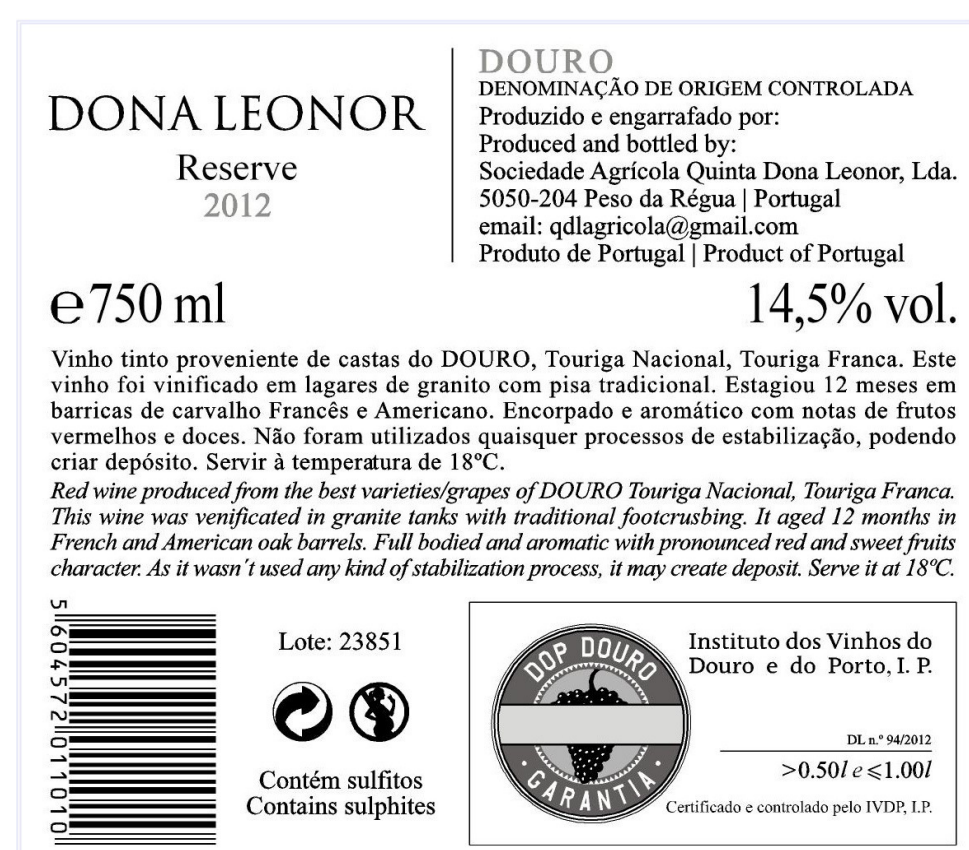 DONA LEONOR
Reserve
2012
DOURO
DENOMINAÇÃO DE ORIGEM CONTROLADA
Produzido e engarrafado por:
Produced and bottled by:
Sociedade Agrícola Quinta Dona Leonor, Lda.
5050-204 Peso da Régua | Portugal
email: qdlagricola@gmail.com
Produto de Portugal | Product of Portugal
℮750 ml
14,5% vol.
Vinho tinto proveniente de castas do DOURO, Touriga Nacional, Touriga Franca. Este
vinho foi vinificado em lagares de granito com pisa tradicional. Estagiou 12 meses em
barricas de carvalho Francês e Americano. Encorpado e aromático com notas de frutos
vermelhos e doces. Não foram utilizados quaisquer processos de estabilização, podendo
criar depósito. Servir à temperatura de 18ºC.
Red wine produced from the best varieties/grapes of DOURO Touriga Nacional, Touriga Franca.
This wine was venificated in granite tanks with traditional footcrusbing. It aged 12 months in
French and American oak barrels. Full bodied and aromatic with pronounced red and sweet fruits
character. As it wasn´t used any kind of stabilization process, it may create deposit. Serve it at 18ºC.
5 604572 011010
Lote: 23851
Contém sulfitos
Contains sulphites
DOP DOURO
· GARANTIA ·
Instituto dos Vinhos do
Douro e do Porto, I. P.
DL n.º 94/2012
>0.50l e ⩽1.00l
Certificado e controlado pelo IVDP, I.P.